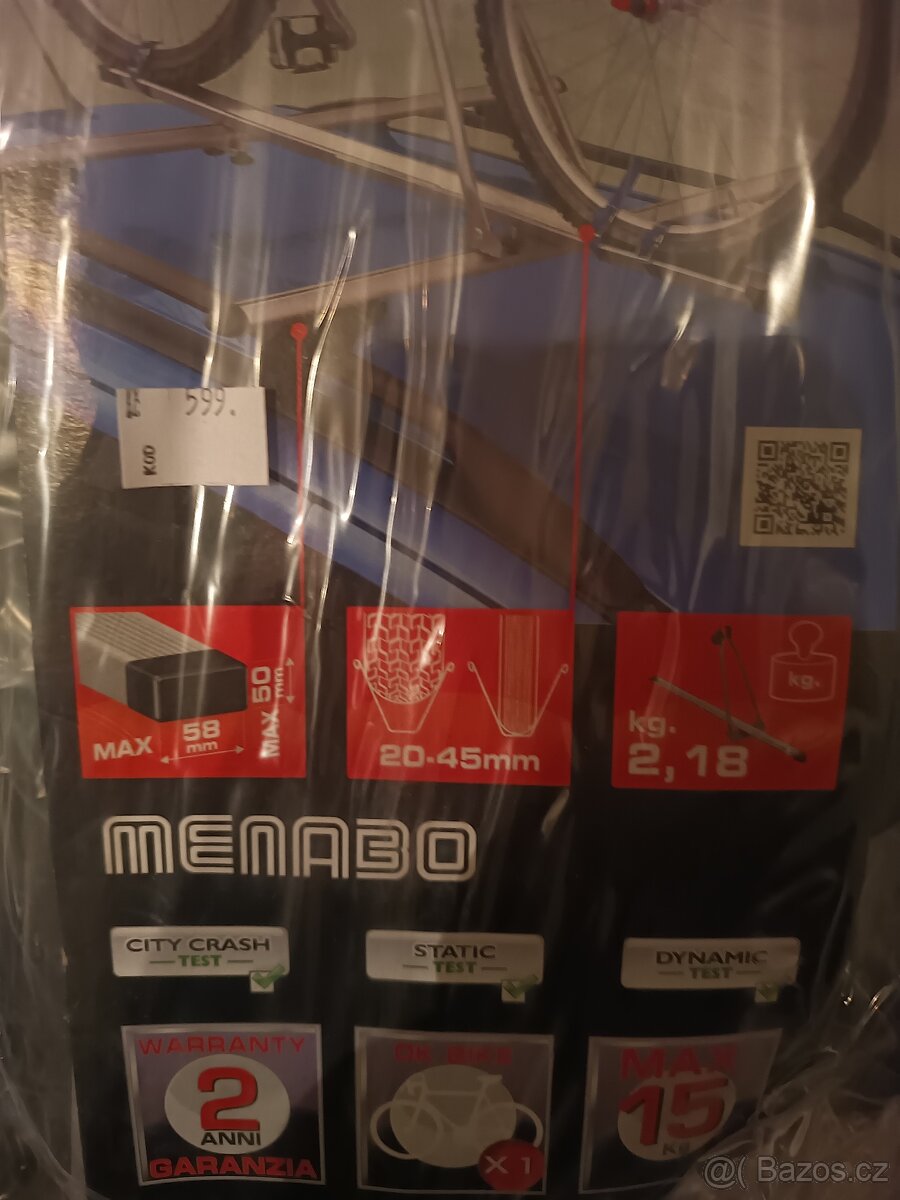 599.
KOD
MAX
58
mm
MAX 50
mm
20-45mm
kg.
kg.
2,18
MENABO
CITY CRASH
TEST
STATIC
TEST
DYNAMIC
TEST
WARRANTY
2
ANNI
GARANZIA
OK BIKE
X 1
MAX
15
Kg
@( Bazos.cz